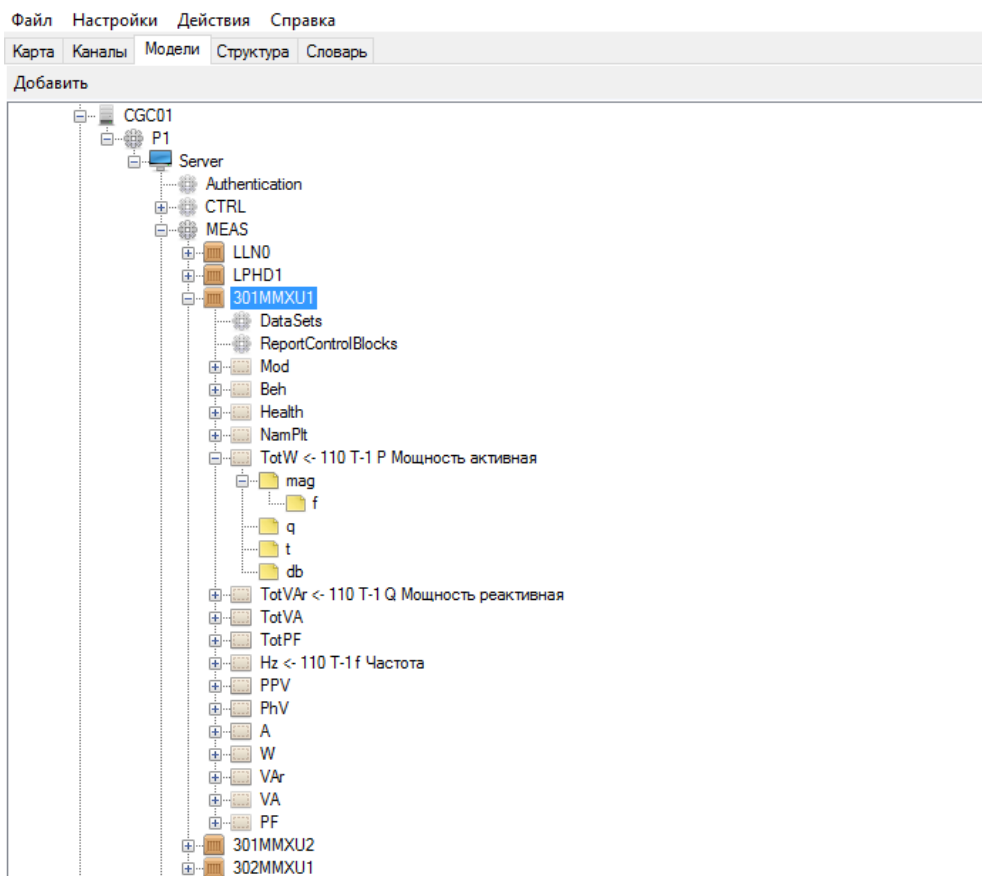 Файл Настройки Действия Справка
Карта Каналы Модели Структура Словарь
Добавить
CGC01
P1
Server
Authentication
CTRL
MEAS
LLN0
LPHD1
301MMXU1
DataSets
ReportControlBlocks
Mod
Beh
Health
NamPlt
TotW <- 110 Т-1 P Мощность активная
mag
f
q
t
db
TotVAr <- 110 Т-1 Q Мощность реактивная
TotVA
TotPF
Hz <- 110 Т-1 f Частота
PPV
PhV
A
W
VAr
VA
PF
301MMXU2
302MMXU1